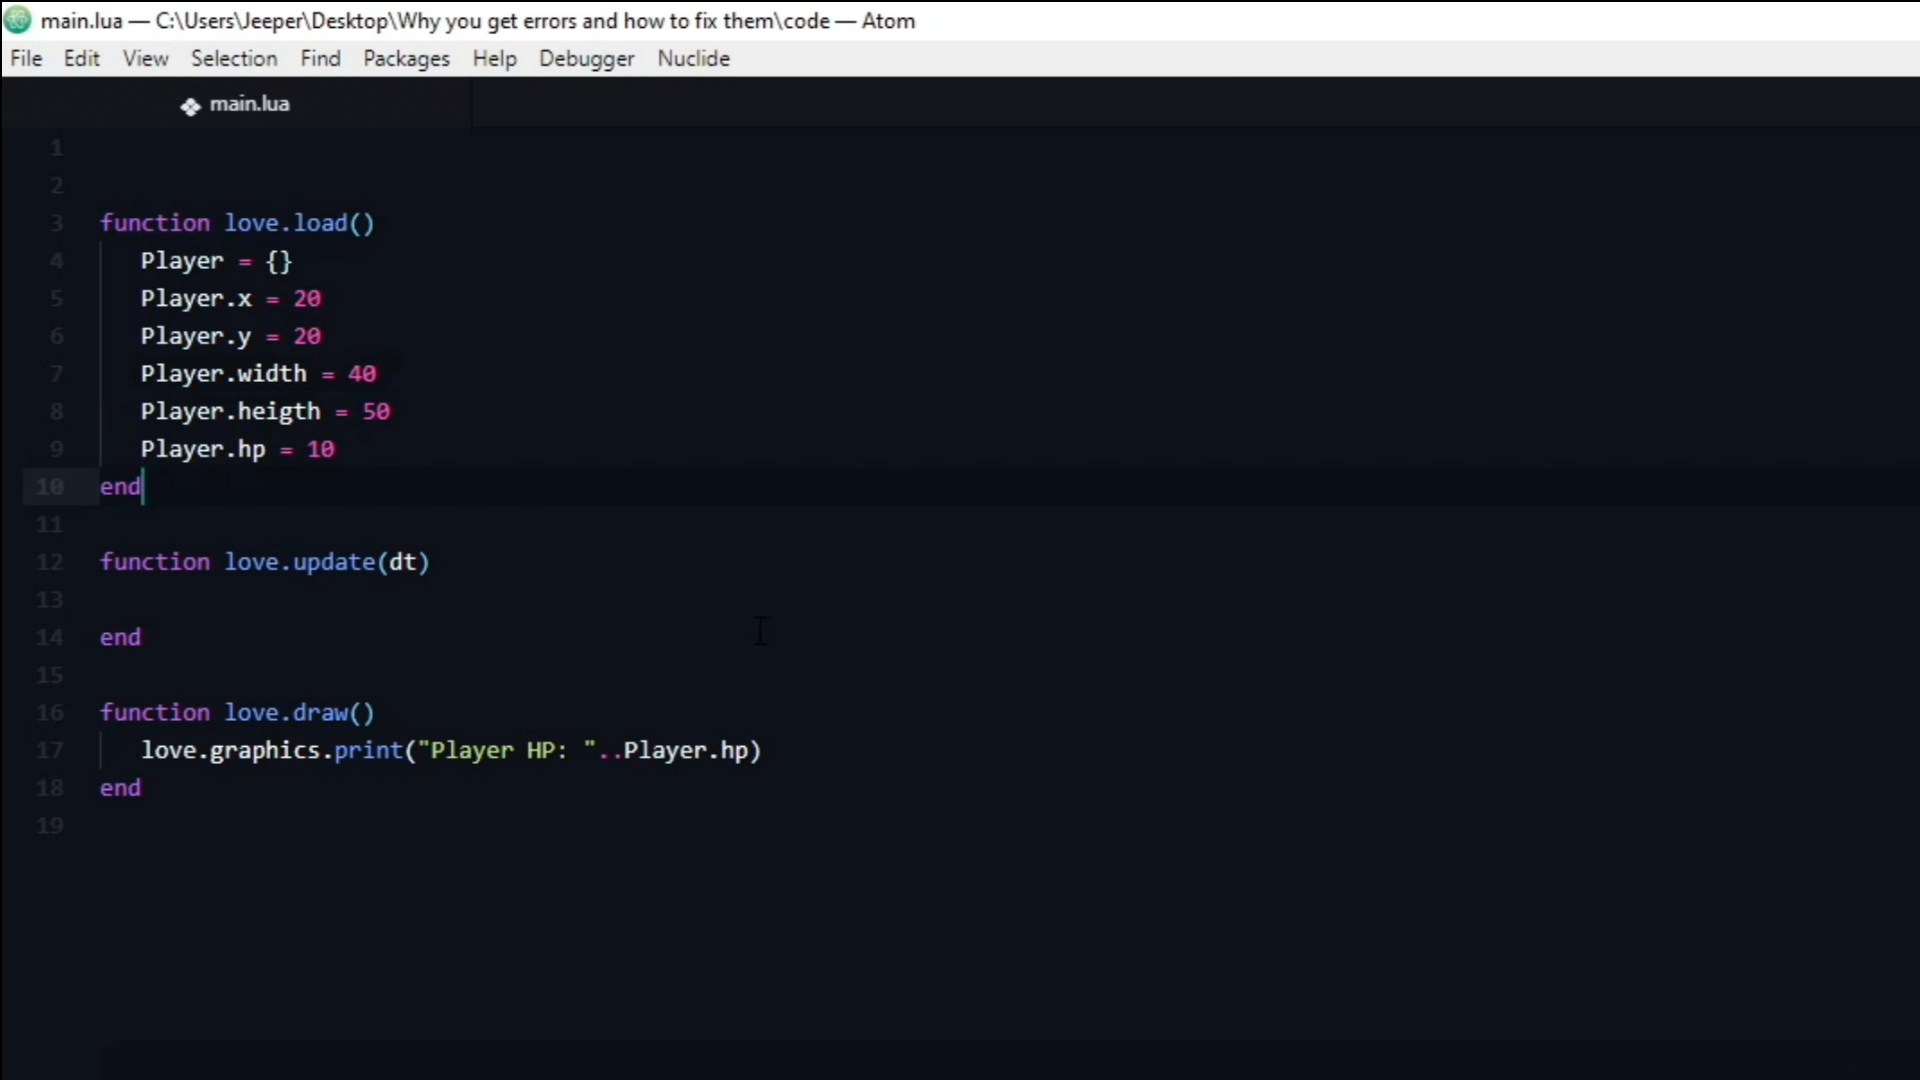 main.lua — C:\Users\Jeeper\Desktop\Why you get errors and how to fix them\code — Atom
File Edit View Selection Find Packages Help Debugger Nuclide
main.lua
1
2
3 function love.load()
4 Player = {}
5 Player.x = 20
6 Player.y = 20
7 Player.width = 40
8 Player.heigth = 50
9 Player.hp = 10
10 end
11
12 function love.update(dt)
13
14 end
15
16 function love.draw()
17 love.graphics.print("Player HP: "..Player.hp)
18 end
19